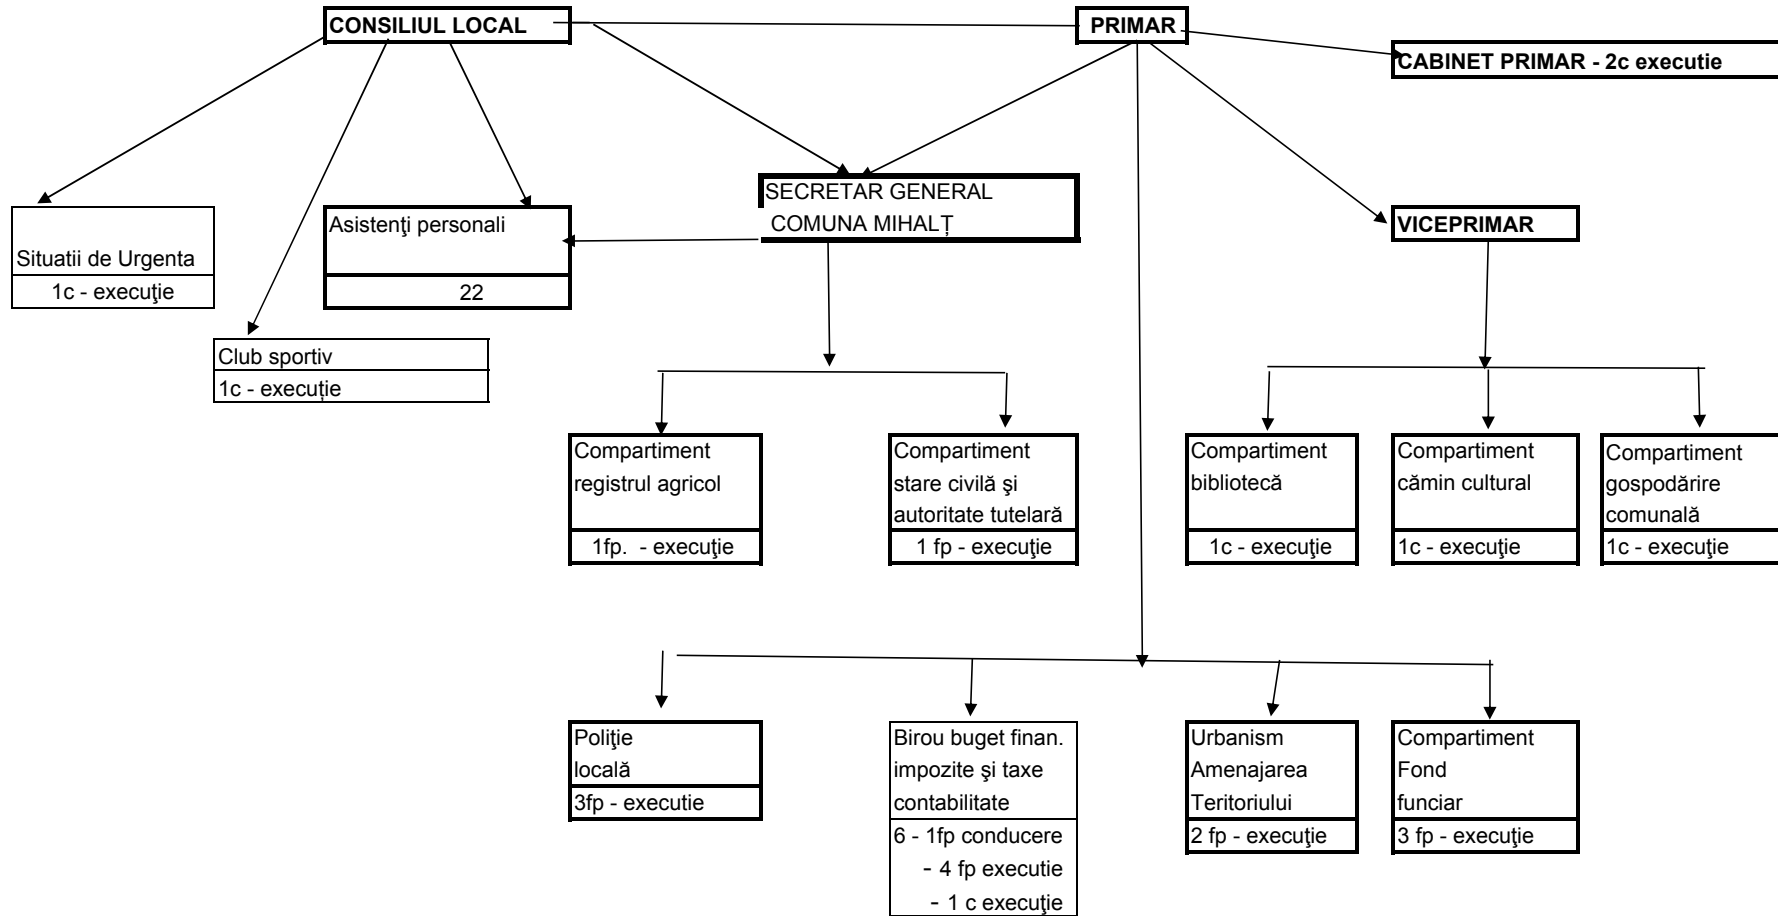 CONSILIUL LOCAL
PRIMAR
CABINET PRIMAR - 2c executie
SECRETAR GENERAL
COMUNA MIHALȚ
Situatii de Urgenta
1c - execuţie
Asistenţi personali
22
VICEPRIMAR
Club sportiv
1c - execuție
Compartiment
registrul agricol
1fp. - execuţie
Compartiment
stare civilă şi
autoritate tutelară
1 fp - execuţie
Compartiment
bibliotecă
1c - execuţie
Compartiment
cămin cultural
1c - execuţie
Compartiment
gospodărire
comunală
1c - execuţie
Poliţie
locală
3fp - executie
Birou buget finan.
impozite şi taxe
contabilitate
6 - 1fp conducere
- 4 fp executie
- 1 c execuţie
Urbanism
Amenajarea
Teritoriului
2 fp - execuţie
Compartiment
Fond
funciar
3 fp - execuţie